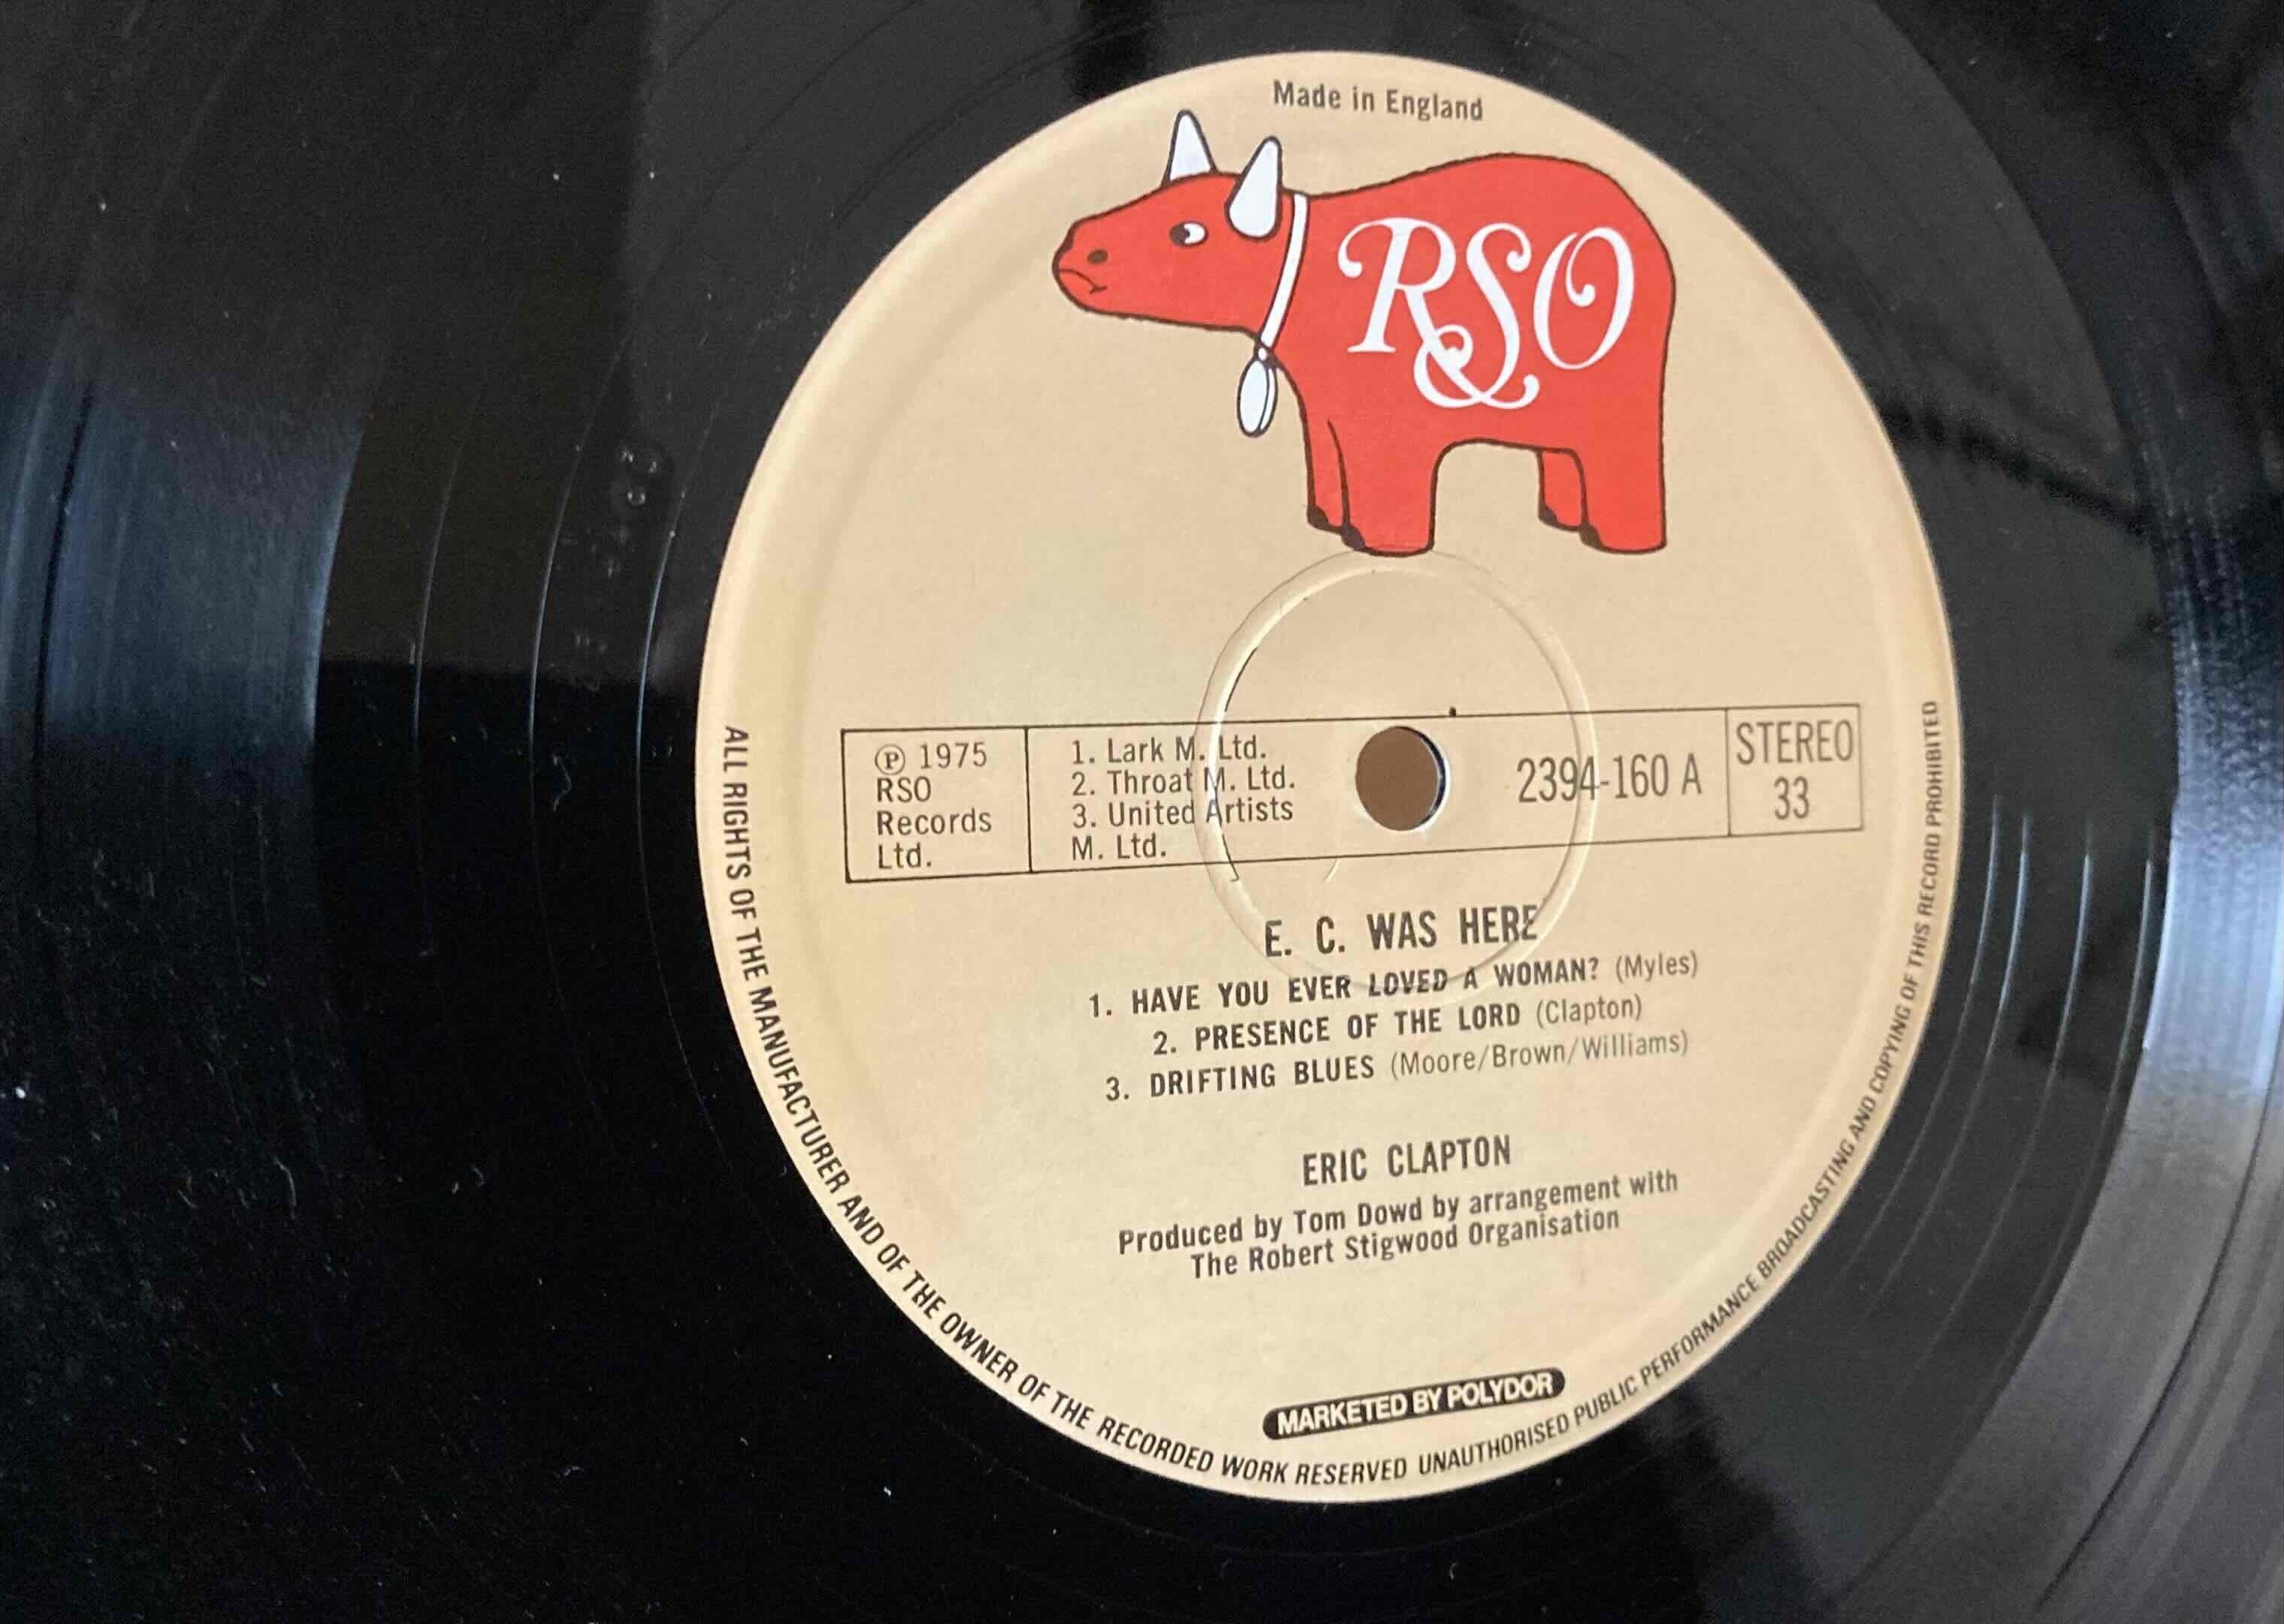 Made in England
RSO
℗ 1975
RSO
Records
Ltd.
1. Lark M. Ltd.
2. Throat M. Ltd.
3. United Artists
M. Ltd.
2394-160 A
STEREO
33
E. C. WAS HERE
1. HAVE YOU EVER LOVED A WOMAN? (Myles)
2. PRESENCE OF THE LORD (Clapton)
3. DRIFTING BLUES (Moore/Brown/Williams)
ERIC CLAPTON
Produced by Tom Dowd by arrangement with
The Robert Stigwood Organisation
MARKETED BY POLYDOR
ALL RIGHTS OF THE MANUFACTURER AND OF THE OWNER OF THE RECORDED WORK RESERVED UNAUTHORISED PUBLIC PERFORMANCE BROADCASTING AND COPYING OF THIS RECORD PROHIBITED